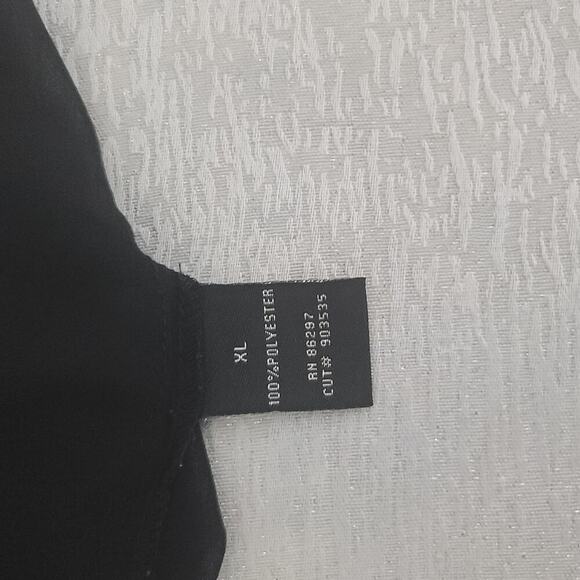 XL
100%POLYESTER
RN 86297
CUT# 903535